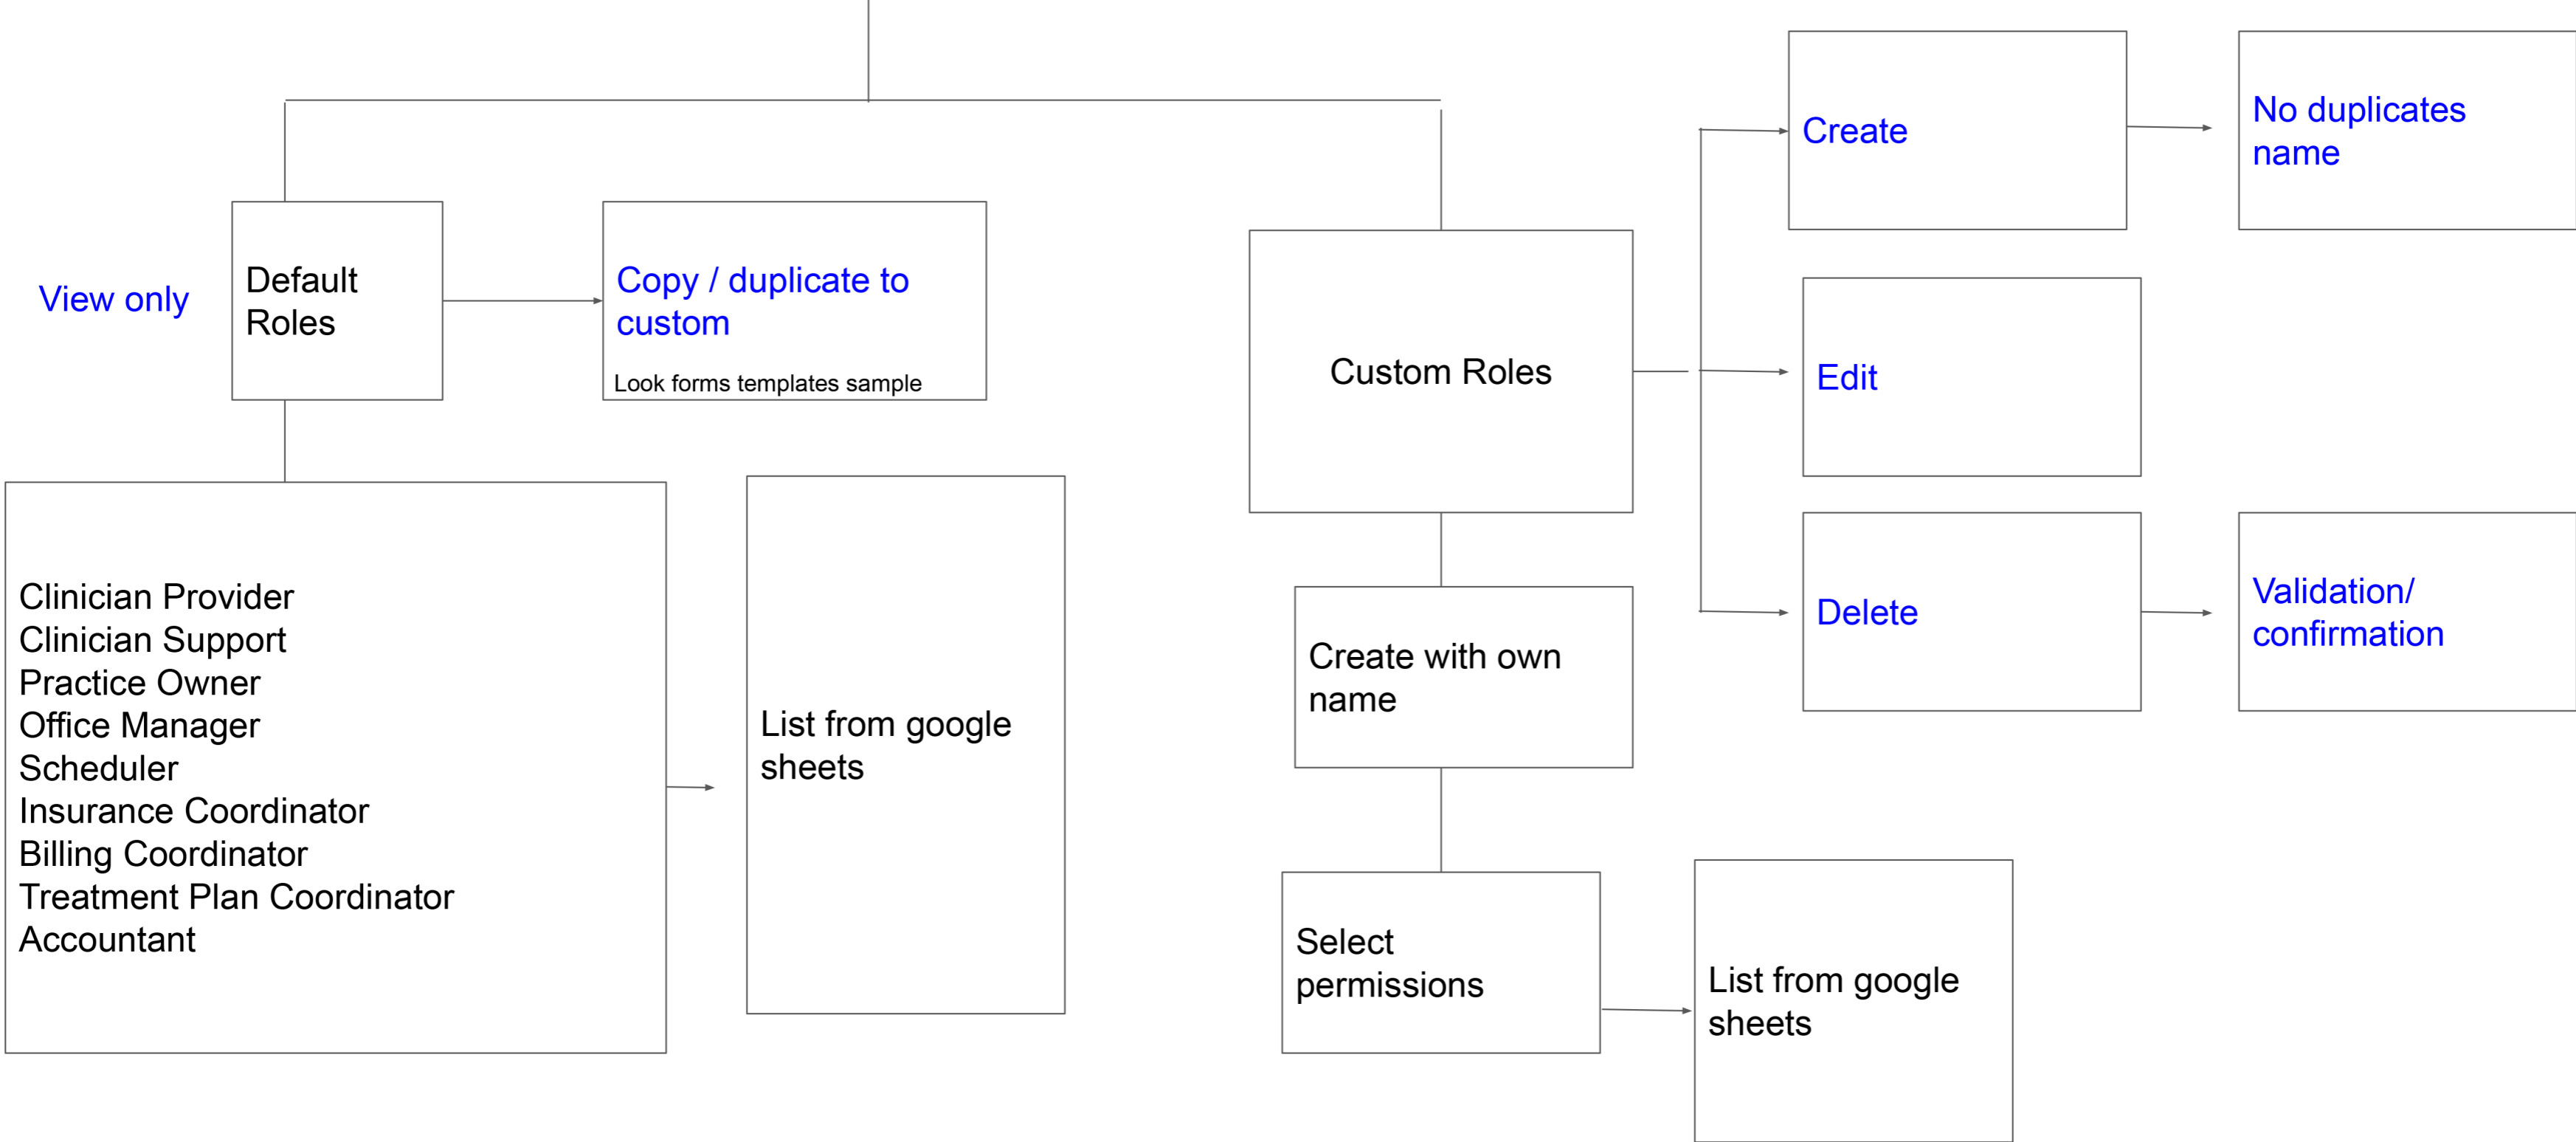 View only
Default
Roles
Copy / duplicate to
custom
Look forms templates sample
Clinician Provider
Clinician Support
Practice Owner
Office Manager
Scheduler
Insurance Coordinator
Billing Coordinator
Treatment Plan Coordinator
Accountant
List from google
sheets
Custom Roles
Create
No duplicates
name
Edit
Delete
Validation/
confirmation
Create with own
name
Select
permissions
List from google
sheets